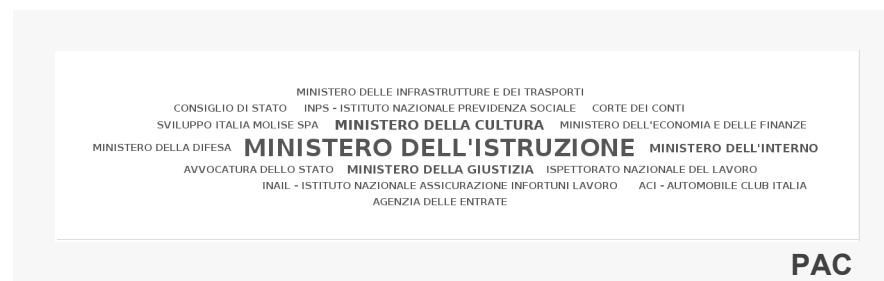 MINISTERO DELLE INFRASTRUTTURE E DEI TRASPORTI
CONSIGLIO DI STATO INPS - ISTITUTO NAZIONALE PREVIDENZA SOCIALE CORTE DEI CONTI
SVILUPPO ITALIA MOLISE SPA MINISTERO DELLA CULTURA MINISTERO DELL'ECONOMIA E DELLE FINANZE
MINISTERO DELLA DIFESA MINISTERO DELL'ISTRUZIONE MINISTERO DELL'INTERNO
AVVOCATURA DELLO STATO MINISTERO DELLA GIUSTIZIA ISPETTORATO NAZIONALE DEL LAVORO
INAIL - ISTITUTO NAZIONALE ASSICURAZIONE INFORTUNI LAVORO ACI - AUTOMOBILE CLUB ITALIA
AGENZIA DELLE ENTRATE
PAC